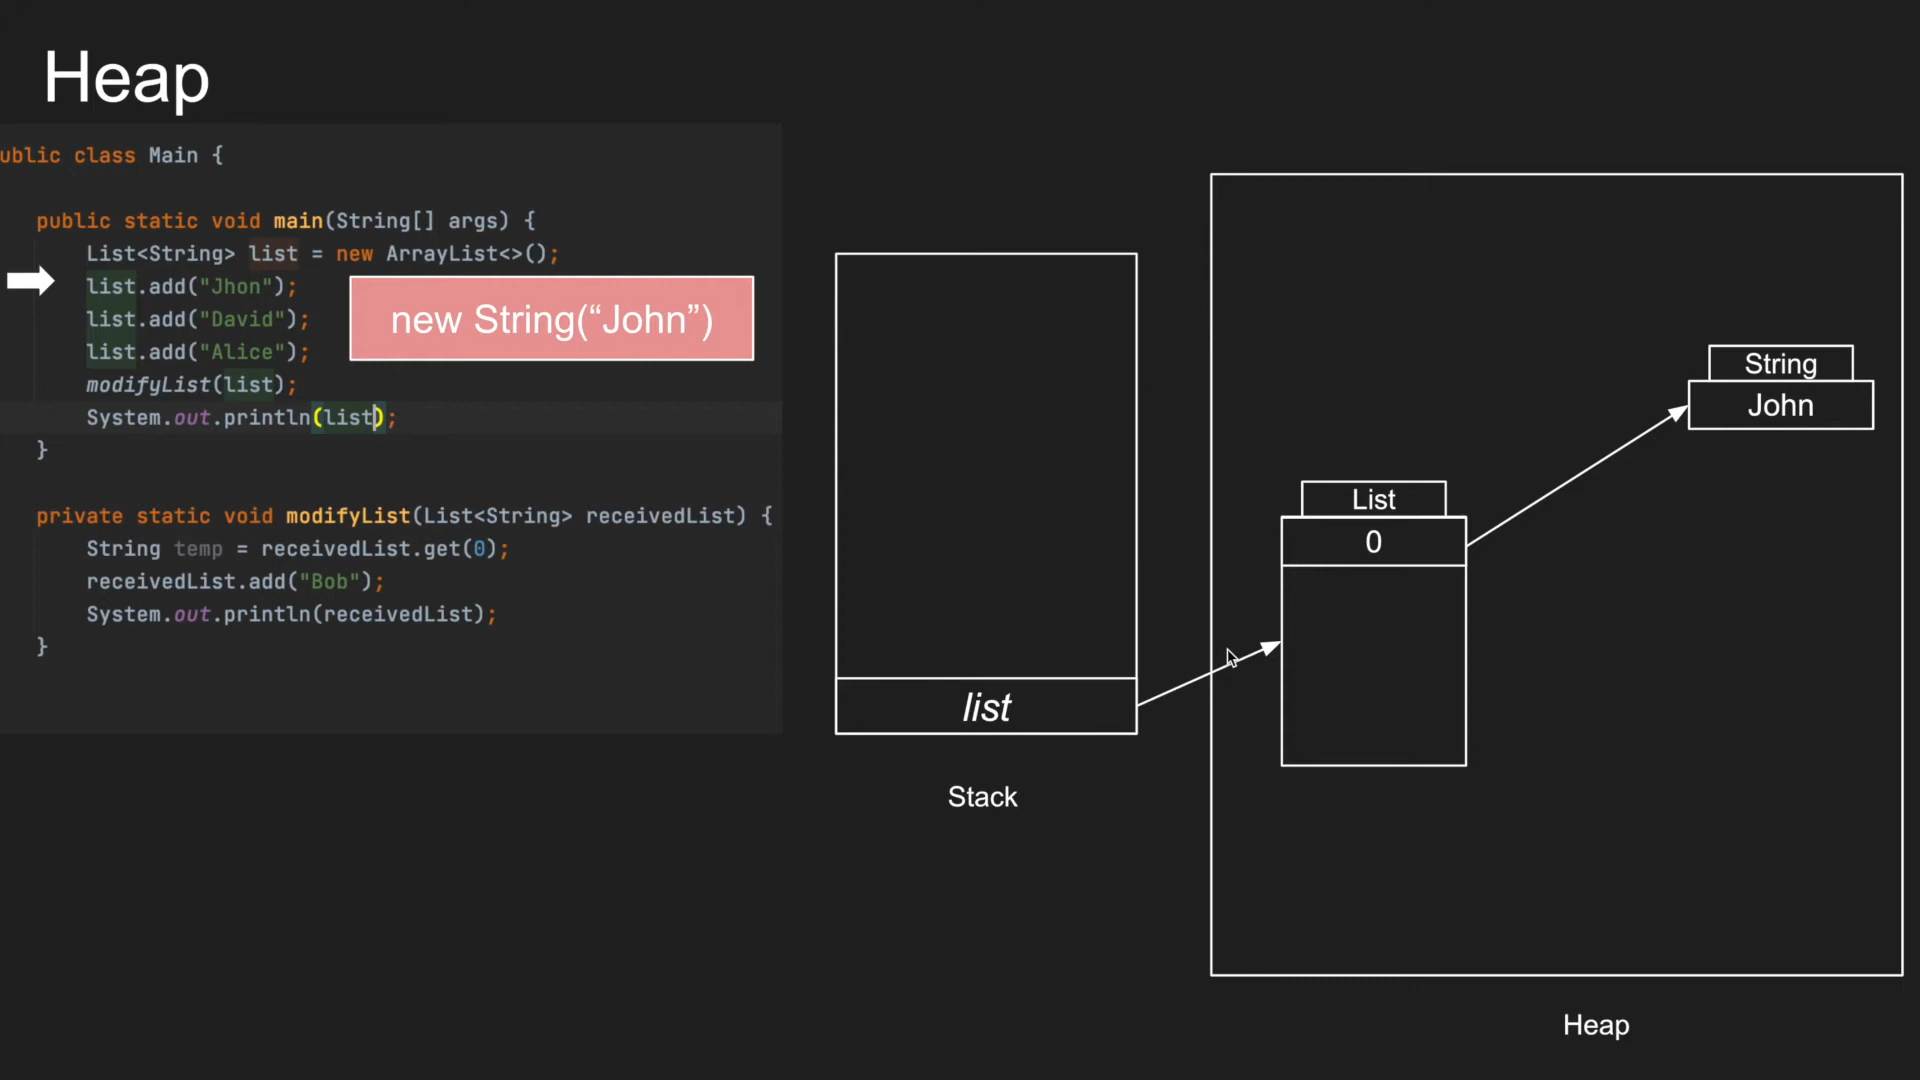 Heap
ublic class Main {
public static void main(String[] args) {
List<String> list = new ArrayList<>();
list.add("Jhon");
list.add("David");
list.add("Alice");
modifyList(list);
System.out.println(list);
}
private static void modifyList(List<String> receivedList) {
String temp = receivedList.get(0);
receivedList.add("Bob");
System.out.println(receivedList);
}
new String(“John”)
list
Stack
List
0
String
John
Heap